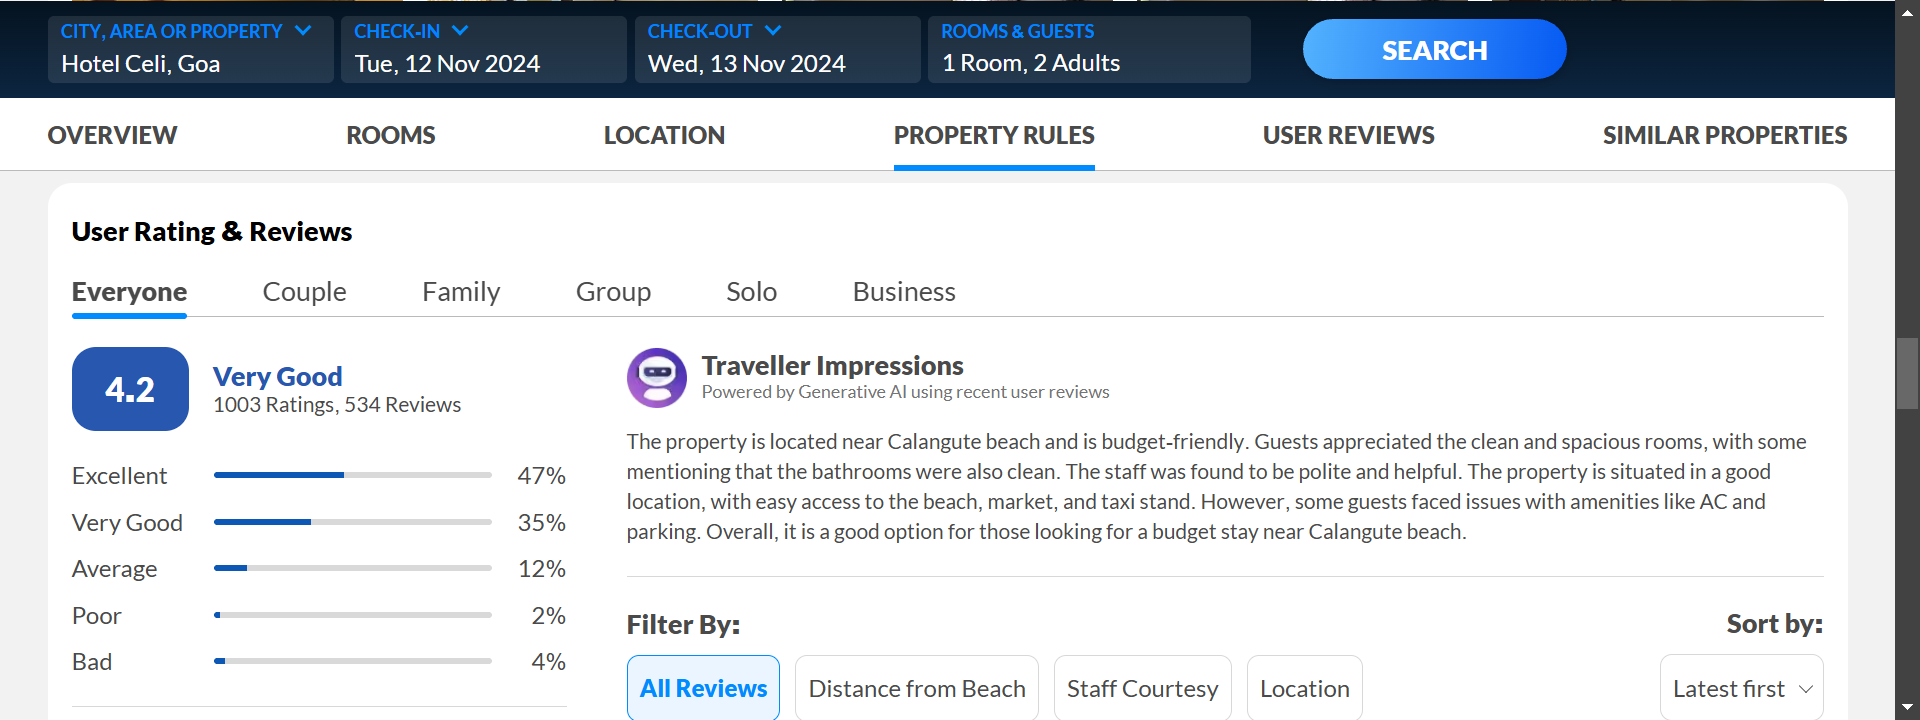 CITY, AREA OR PROPERTY CHECK-IN CHECK-OUT ROOMS & GUESTS
Hotel Celi, Goa Tue, 12 Nov 2024 Wed, 13 Nov 2024 1 Room, 2 Adults
SEARCH
OVERVIEW ROOMS LOCATION PROPERTY RULES USER REVIEWS SIMILAR PROPERTIES
User Rating & Reviews
Everyone Couple Family Group Solo Business
4.2
Very Good
1003 Ratings, 534 Reviews
Excellent 47%
Very Good 35%
Average 12%
Poor 2%
Bad 4%
Traveller Impressions
Powered by Generative AI using recent user reviews
The property is located near Calangute beach and is budget-friendly. Guests appreciated the clean and spacious rooms, with some
mentioning that the bathrooms were also clean. The staff was found to be polite and helpful. The property is situated in a good
location, with easy access to the beach, market, and taxi stand. However, some guests faced issues with amenities like AC and
parking. Overall, it is a good option for those looking for a budget stay near Calangute beach.
Filter By:
All Reviews Distance from Beach Staff Courtesy Location
Sort by:
Latest first